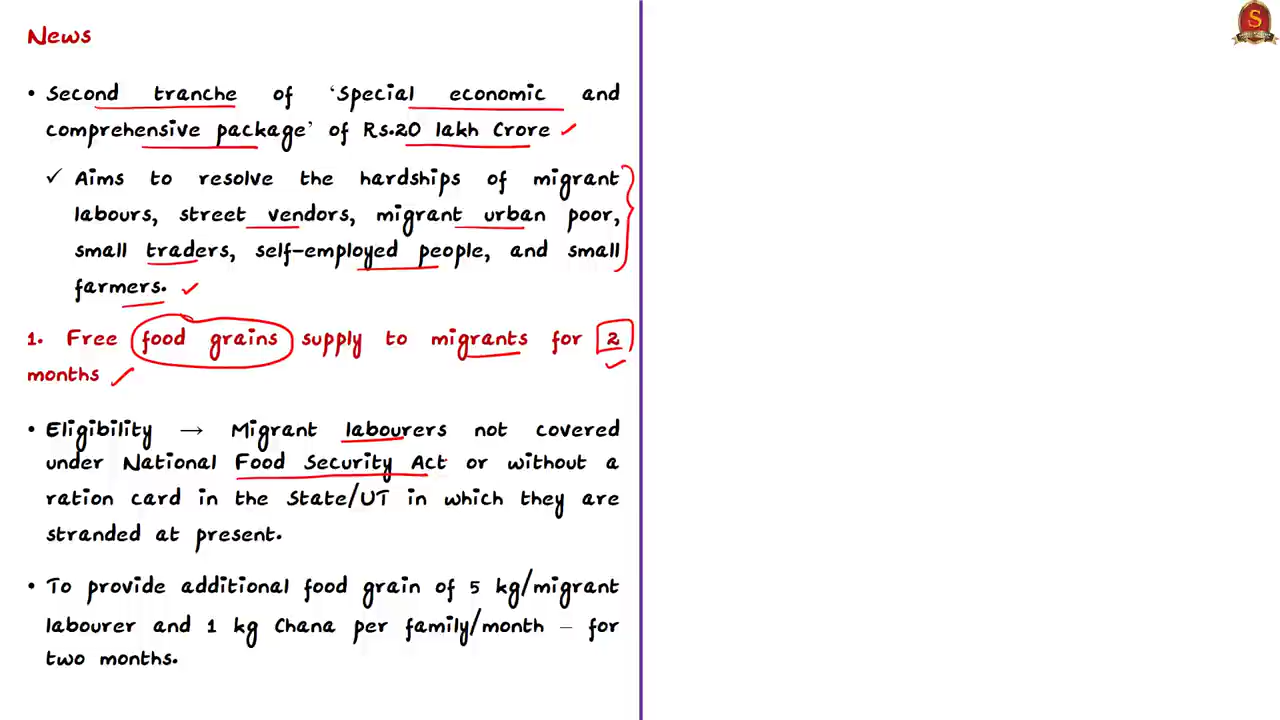 News
• Second tranche of ‘Special economic and
comprehensive package’ of Rs.20 lakh Crore
✓ Aims to resolve the hardships of migrant
labours, street vendors, migrant urban poor,
small traders, self-employed people, and small
farmers.
1. Free food grains supply to migrants for 2
months
• Eligibility → Migrant labourers not covered
under National Food Security Act or without a
ration card in the State/UT in which they are
stranded at present.
• To provide additional food grain of 5 kg/migrant
labourer and 1 kg Chana per family/month – for
two months.
S